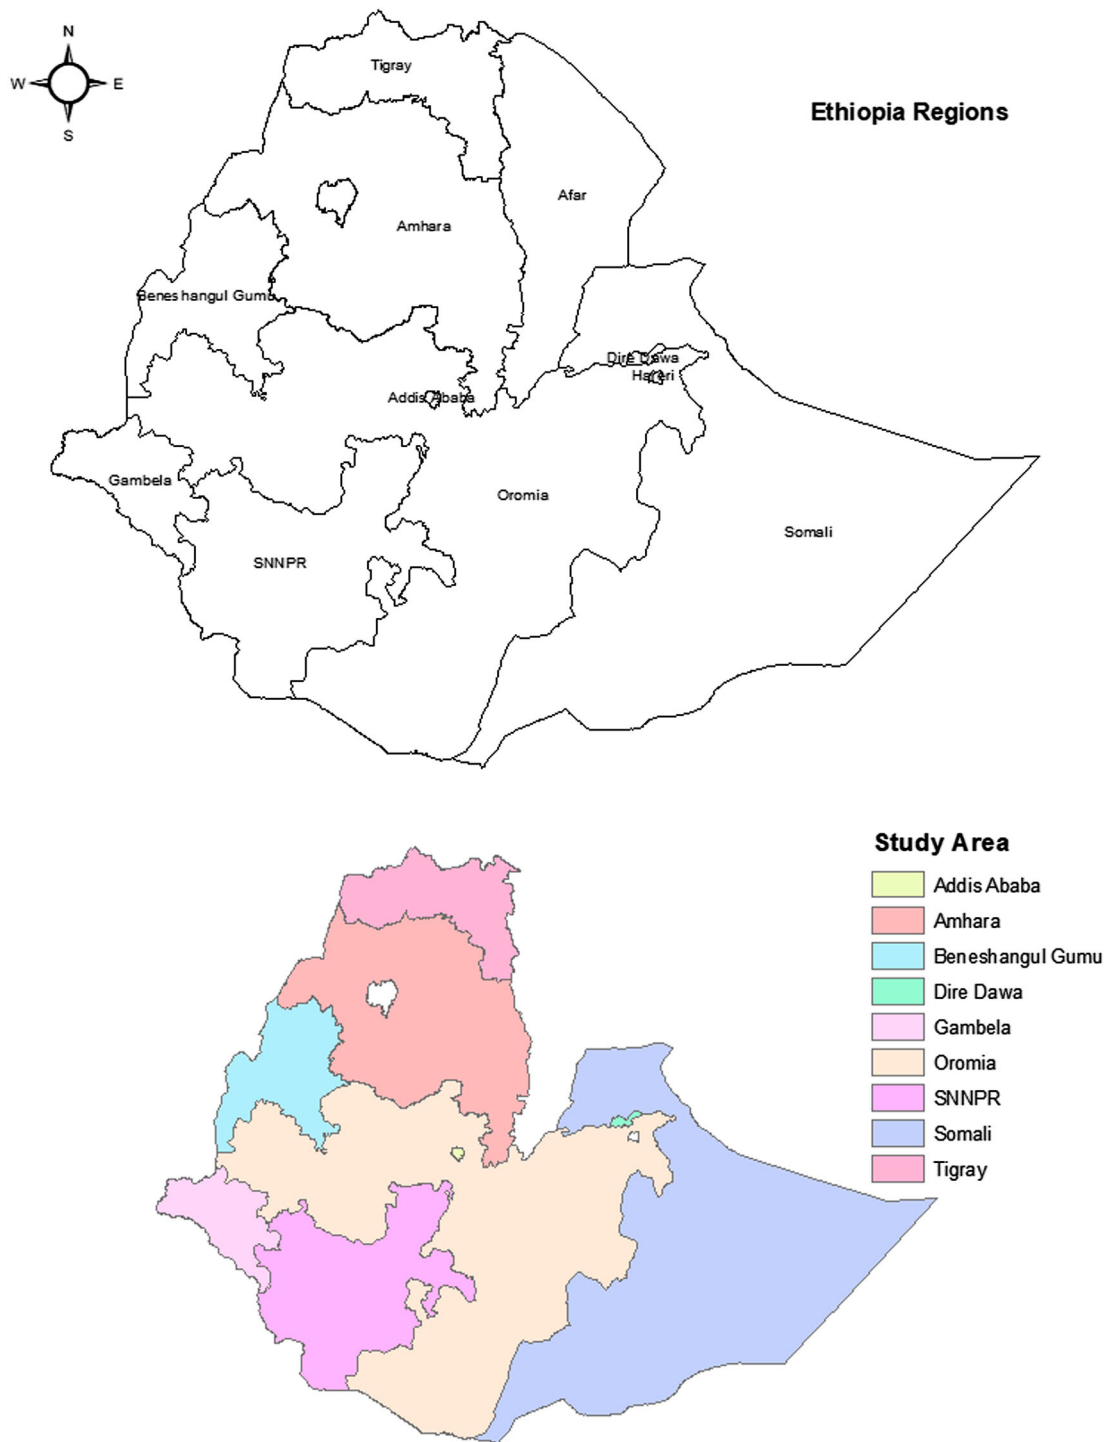 N
W E
S
Ethiopia Regions
Tigray
Afar
Amhara
Beneshangul Gumu
Dire Dawa
Hareri
Addis Ababa
Gambela
Oromia
Somali
SNNPR
Study Area
Addis Ababa
Amhara
Beneshangul Gumu
Dire Dawa
Gambela
Oromia
SNNPR
Somali
Tigray